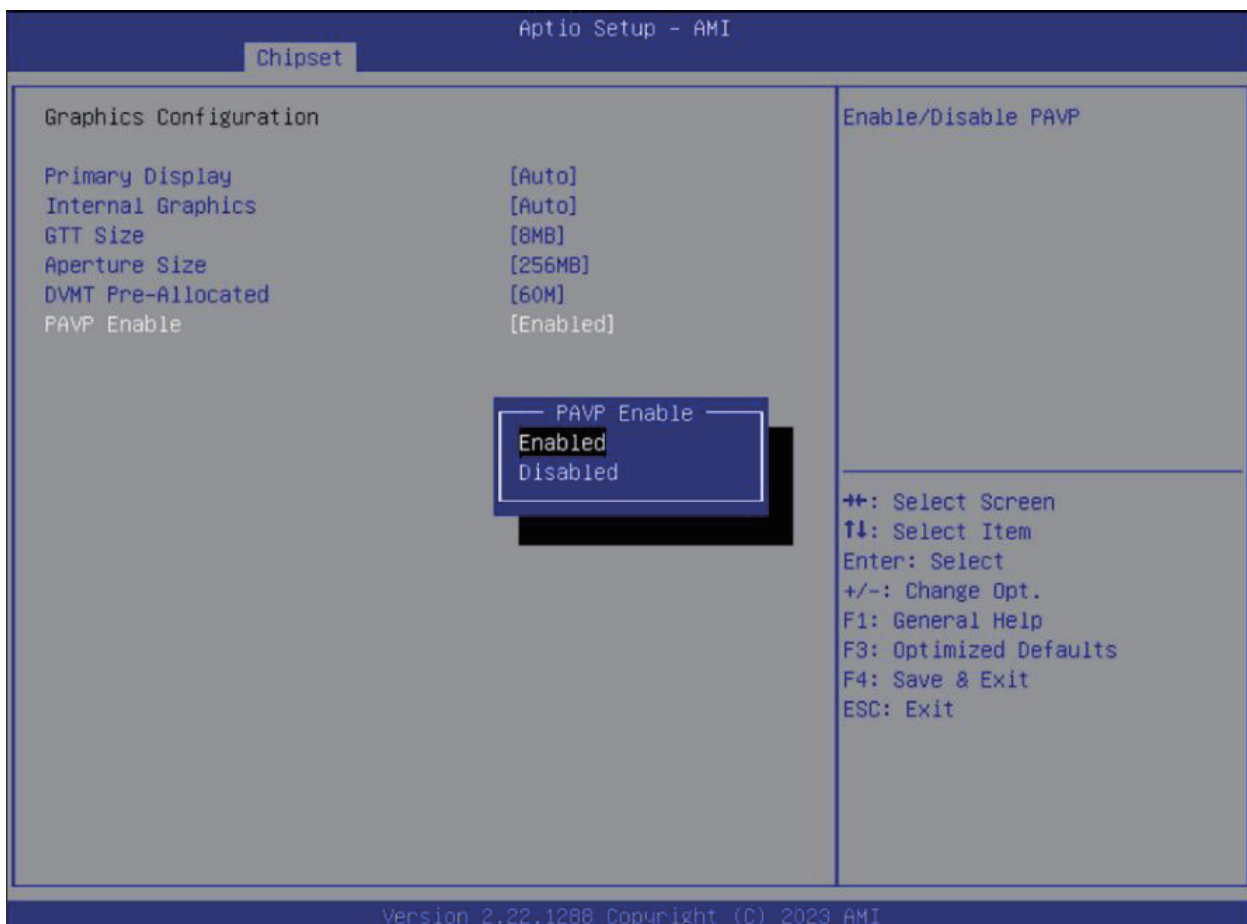 Aptio Setup - AMI
Chipset
Graphics Configuration
Primary Display [Auto]
Internal Graphics [Auto]
GTT Size [8MB]
Aperture Size [256MB]
DVMT Pre-Allocated [60M]
PAVP Enable [Enabled]
PAVP Enable
Enabled
Disabled
Enable/Disable PAVP
→←: Select Screen
↑↓: Select Item
Enter: Select
+/-: Change Opt.
F1: General Help
F3: Optimized Defaults
F4: Save & Exit
ESC: Exit
Version 2.22.1288 Copyright (C) 2023 AMI